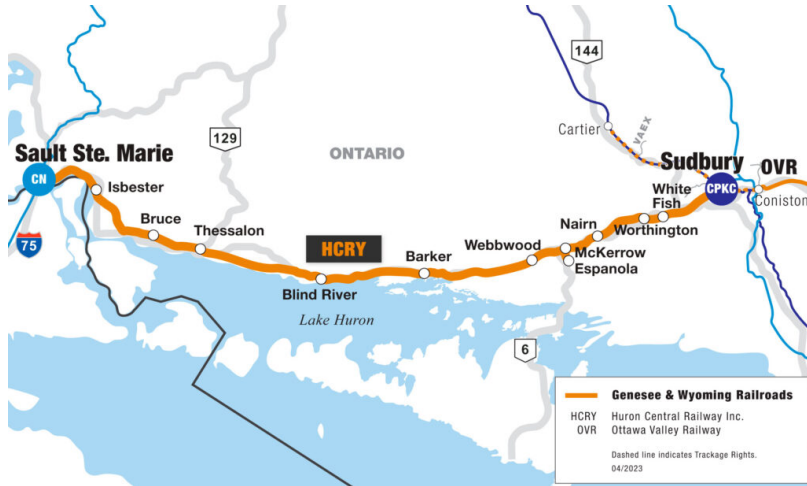 144
Cartier
VAEX
129
ONTARIO
Sault Ste. Marie
CN
Isbester
Sudbury
OVR
White
Fish
CPKC
Coniston
75
Bruce
Thessalon
HCRY
Nairn
Worthington
Barker
Webbwood
McKerrow
Espanola
Blind River
Lake Huron
6
Genesee & Wyoming Railroads
HCRY Huron Central Railway Inc.
OVR Ottawa Valley Railway
Dashed line indicates Trackage Rights.
04/2023